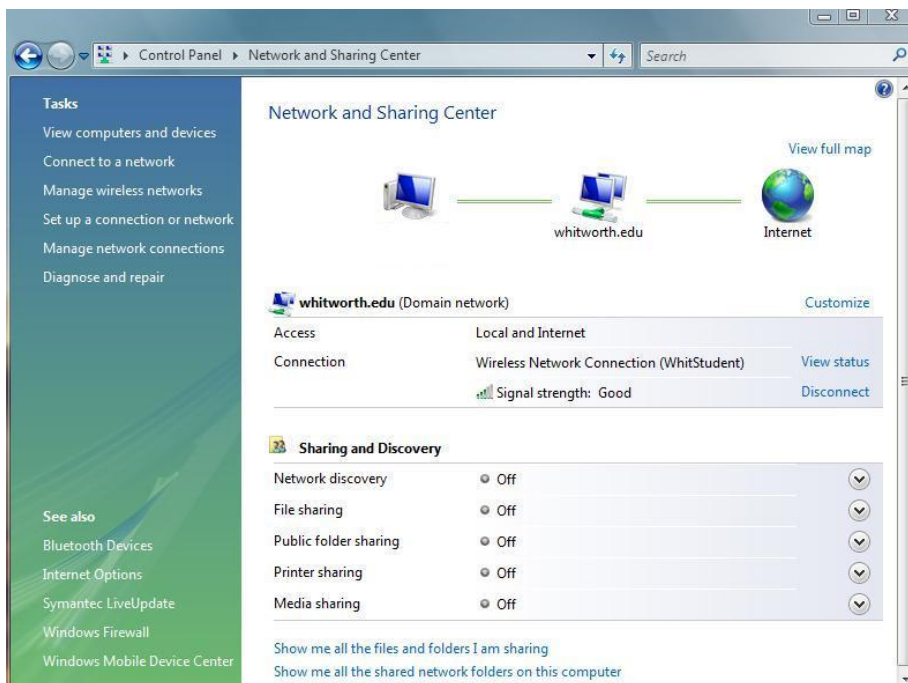 Control Panel Network and Sharing Center Search
Tasks
View computers and devices
Connect to a network
Manage wireless networks
Set up a connection or network
Manage network connections
Diagnose and repair
See also
Bluetooth Devices
Internet Options
Symantec LiveUpdate
Windows Firewall
Windows Mobile Device Center
Network and Sharing Center
View full map
whitworth.edu Internet
whitworth.edu (Domain network) Customize
Access Local and Internet
Connection Wireless Network Connection (WhitStudent) View status
Signal strength: Good Disconnect
Sharing and Discovery
Network discovery Off
File sharing Off
Public folder sharing Off
Printer sharing Off
Media sharing Off
Show me all the files and folders I am sharing
Show me all the shared network folders on this computer